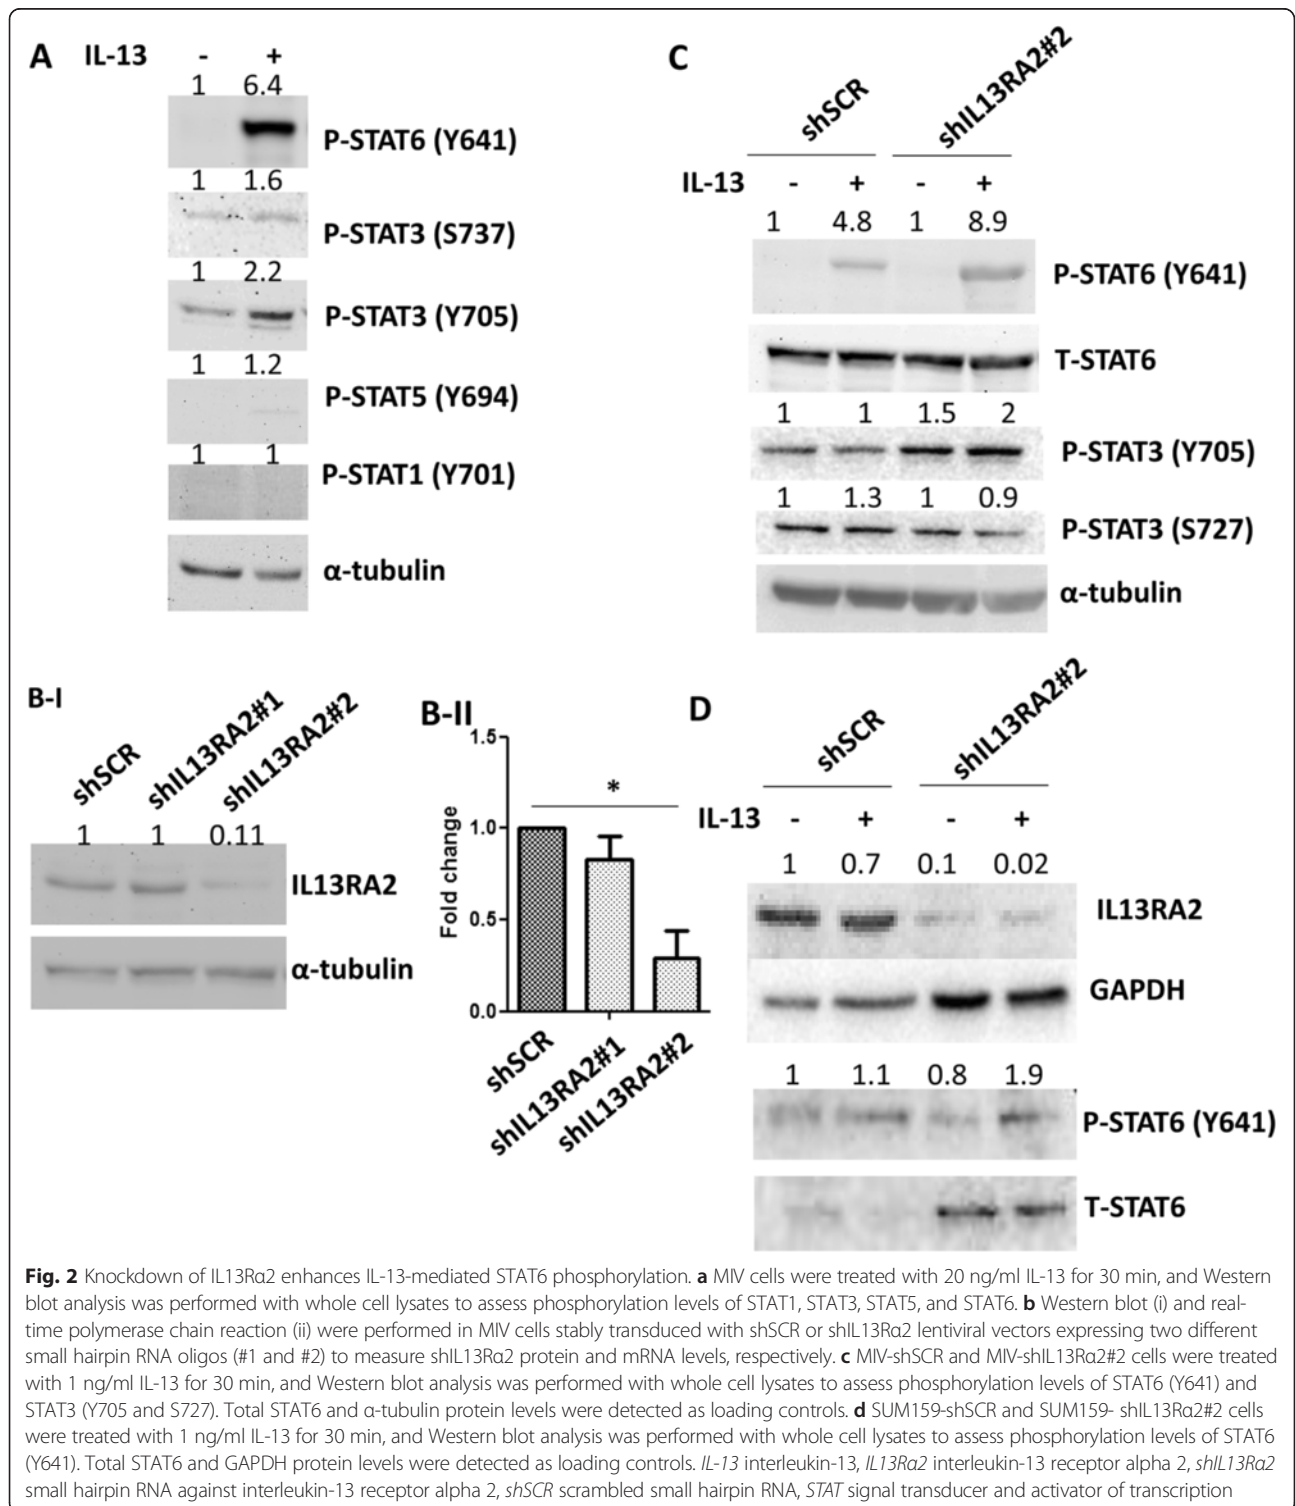 A IL-13 - +
1 6.4
P-STAT6 (Y641)
1 1.6
P-STAT3 (S737)
1 2.2
P-STAT3 (Y705)
1 1.2
P-STAT5 (Y694)
1 1
P-STAT1 (Y701)
α-tubulin
C
shSCR shIL13RA2#2
IL-13 - + - +
1 4.8 1 8.9
P-STAT6 (Y641)
T-STAT6
1 1 1.5 2
P-STAT3 (Y705)
1 1.3 1 0.9
P-STAT3 (S727)
α-tubulin
B-I
shSCR shIL13RA2#1 shIL13RA2#2
1 1 0.11
IL13RA2
α-tubulin
B-II
1.5
*
1.0
0.5
0.0
Fold change
shSCR shIL13RA2#1 shIL13RA2#2
D
shSCR shIL13RA2#2
IL-13 - + - +
1 0.7 0.1 0.02
IL13RA2
GAPDH
1 1.1 0.8 1.9
P-STAT6 (Y641)
T-STAT6
Fig. 2 Knockdown of IL13Rα2 enhances IL-13-mediated STAT6 phosphorylation. a MIV cells were treated with 20 ng/ml IL-13 for 30 min, and Western
blot analysis was performed with whole cell lysates to assess phosphorylation levels of STAT1, STAT3, STAT5, and STAT6. b Western blot (i) and real-
time polymerase chain reaction (ii) were performed in MIV cells stably transduced with shSCR or shIL13Rα2 lentiviral vectors expressing two different
small hairpin RNA oligos (#1 and #2) to measure shIL13Rα2 protein and mRNA levels, respectively. c MIV-shSCR and MIV-shIL13Rα2#2 cells were treated
with 1 ng/ml IL-13 for 30 min, and Western blot analysis was performed with whole cell lysates to assess phosphorylation levels of STAT6 (Y641) and
STAT3 (Y705 and S727). Total STAT6 and α-tubulin protein levels were detected as loading controls. d SUM159-shSCR and SUM159- shIL13Rα2#2 cells
were treated with 1 ng/ml IL-13 for 30 min, and Western blot analysis was performed with whole cell lysates to assess phosphorylation levels of STAT6
(Y641). Total STAT6 and GAPDH protein levels were detected as loading controls. IL-13 interleukin-13, IL13Rα2 interleukin-13 receptor alpha 2, shIL13Rα2
small hairpin RNA against interleukin-13 receptor alpha 2, shSCR scrambled small hairpin RNA, STAT signal transducer and activator of transcription